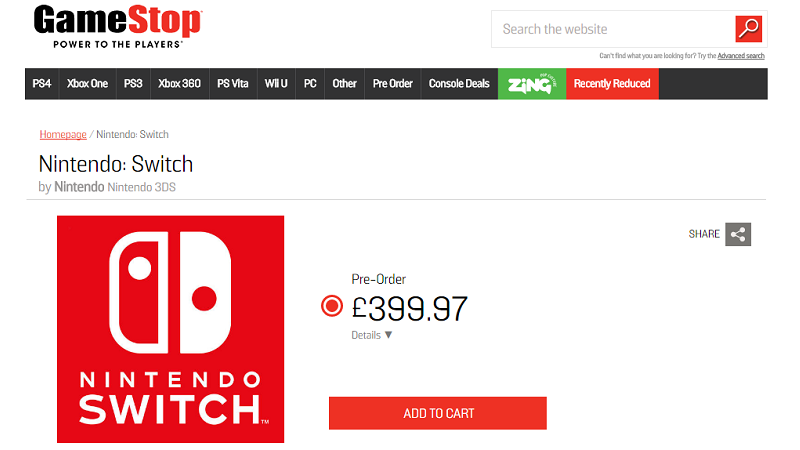 GameStop
POWER TO THE PLAYERS
Search the website
Can't find what you are looking for? Try the Advanced search
PS4 Xbox One PS3 Xbox 360 PS Vita Wii U PC Other Pre Order Console Deals ZiNG Recently Reduced
Homepage / Nintendo: Switch
Nintendo: Switch
by Nintendo Nintendo 3DS
SHARE
Pre-Order
£399.97
Details ▼
NINTENDO
SWITCH™
ADD TO CART